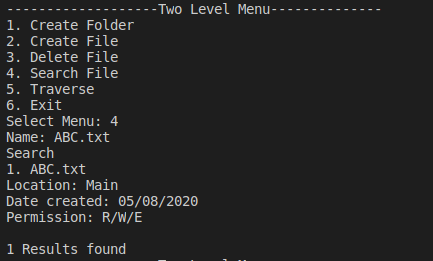 -------------------Two Level Menu--------------
1. Create Folder
2. Create File
3. Delete File
4. Search File
5. Traverse
6. Exit
Select Menu: 4
Name: ABC.txt
Search
1. ABC.txt
Location: Main
Date created: 05/08/2020
Permission: R/W/E
1 Results found